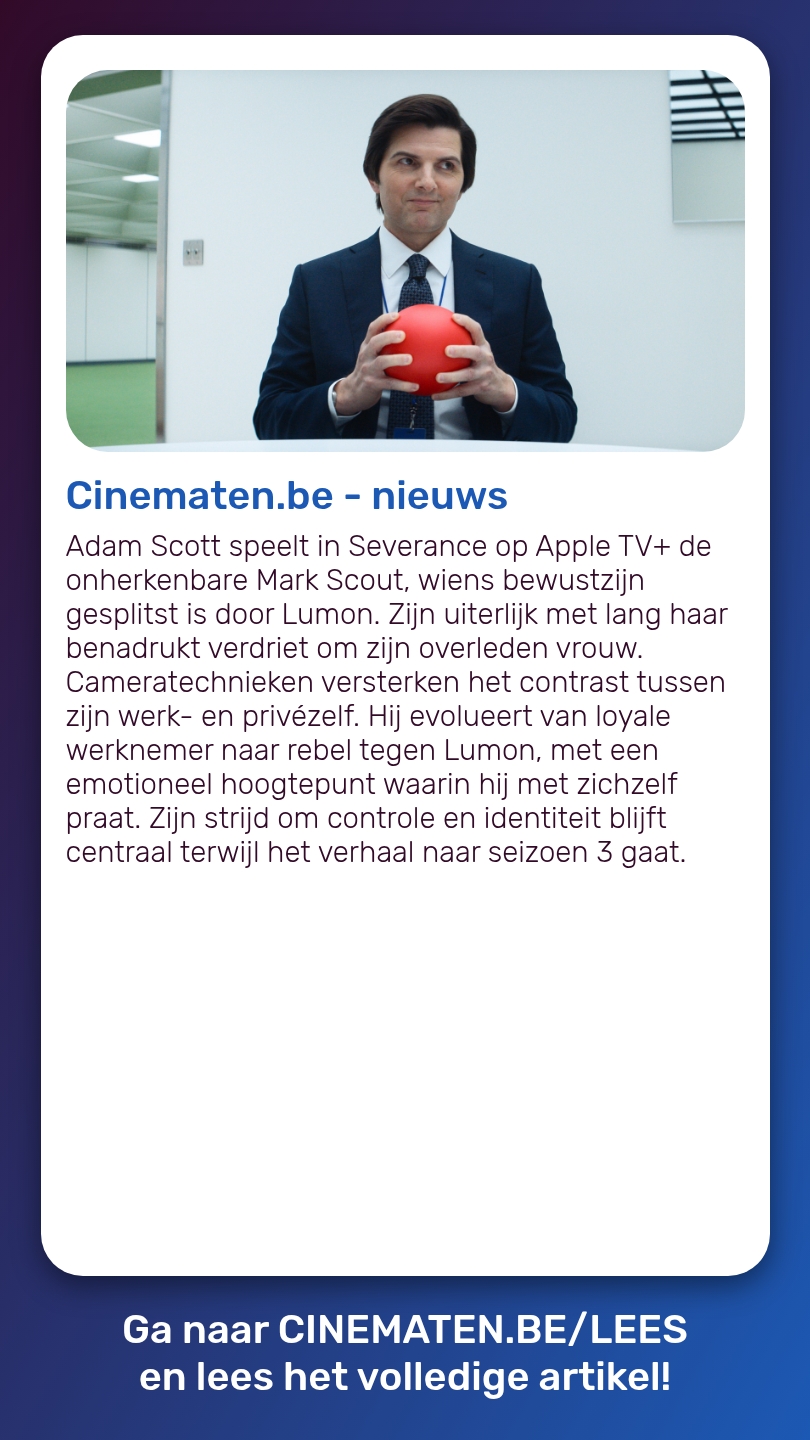 Cinematen.be - nieuws
Adam Scott speelt in Severance op Apple TV+ de
onherkenbare Mark Scout, wiens bewustzijn
gesplitst is door Lumon. Zijn uiterlijk met lang haar
benadrukt verdriet om zijn overleden vrouw.
Cameratechnieken versterken het contrast tussen
zijn werk- en privézelf. Hij evolueert van loyale
werknemer naar rebel tegen Lumon, met een
emotioneel hoogtepunt waarin hij met zichzelf
praat. Zijn strijd om controle en identiteit blijft
centraal terwijl het verhaal naar seizoen 3 gaat.
Ga naar CINEMATEN.BE/LEES
en lees het volledige artikel!